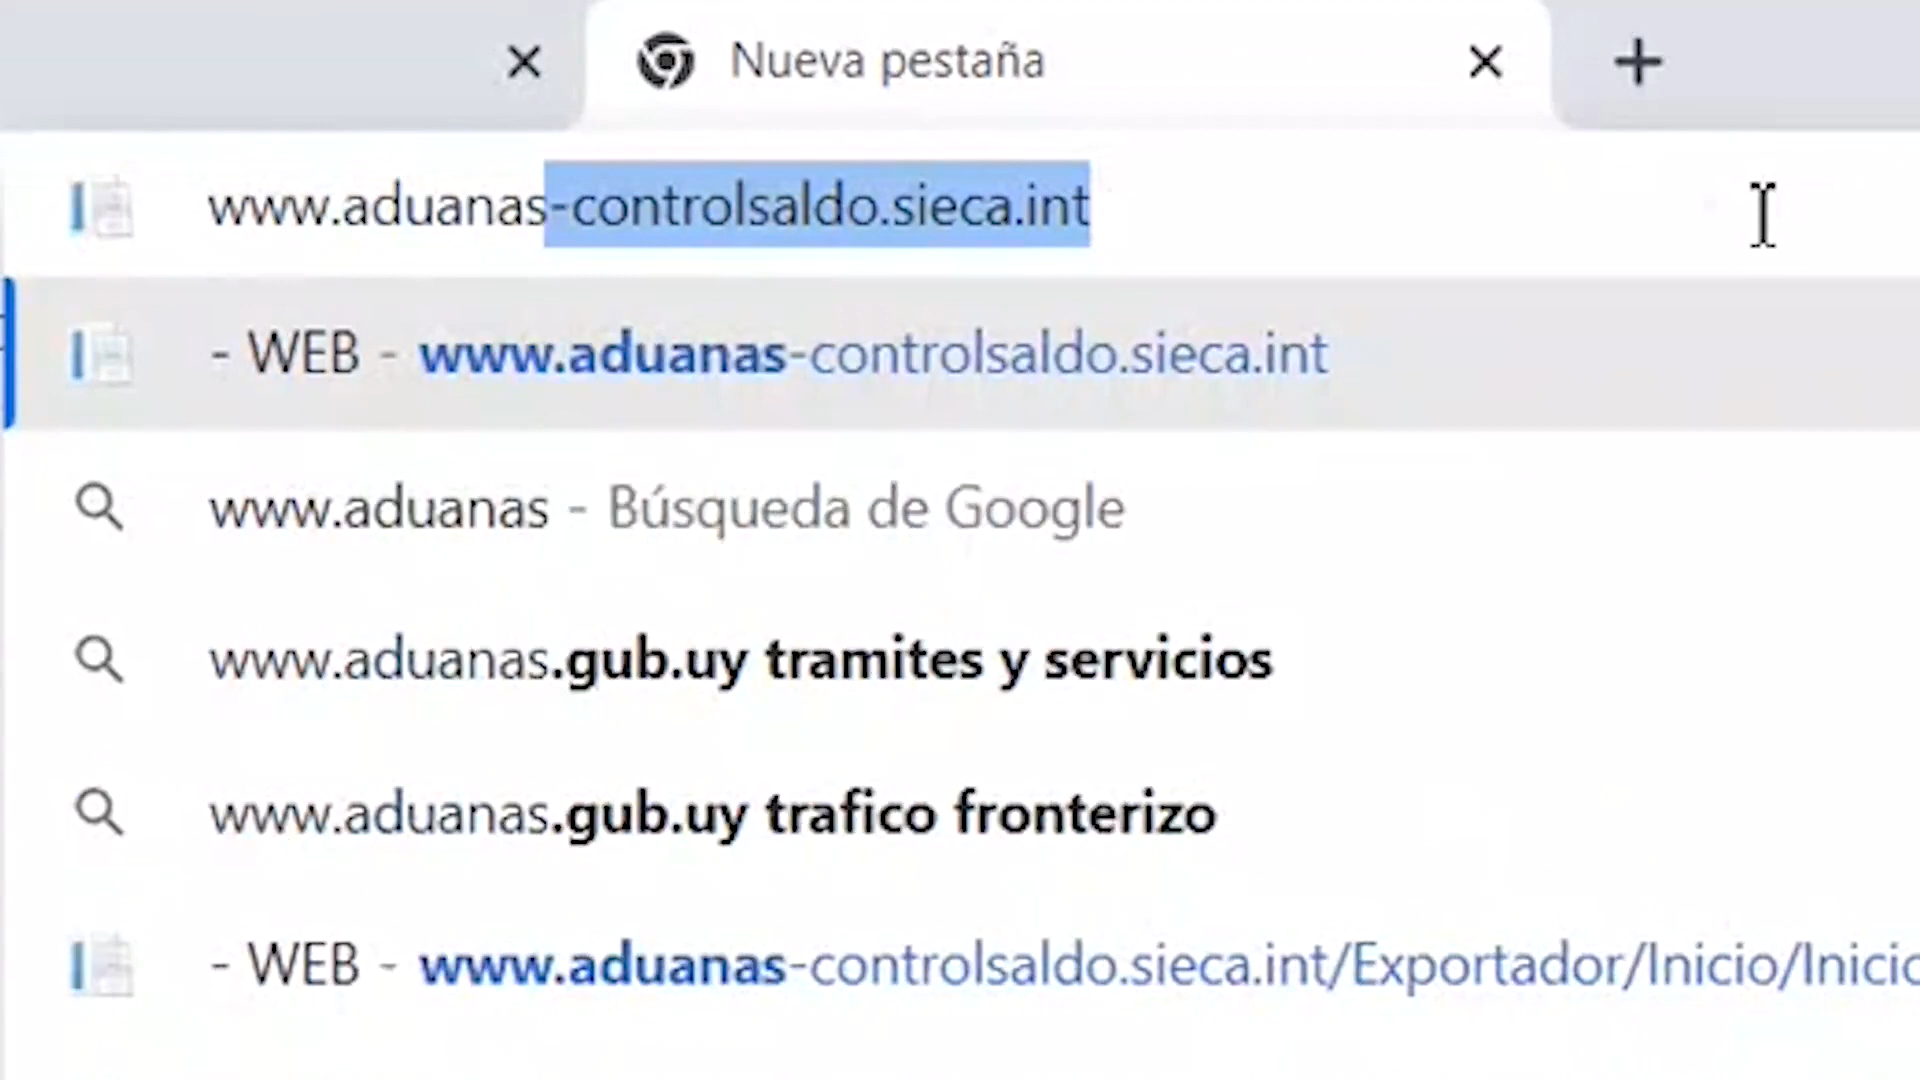 Nueva pestaña
www.aduanas-controlsaldo.sieca.int
- WEB - www.aduanas-controlsaldo.sieca.int
www.aduanas - Búsqueda de Google
www.aduanas.gub.uy tramites y servicios
www.aduanas.gub.uy trafico fronterizo
- WEB - www.aduanas-controlsaldo.sieca.int/Exportador/Inicio/Inicio